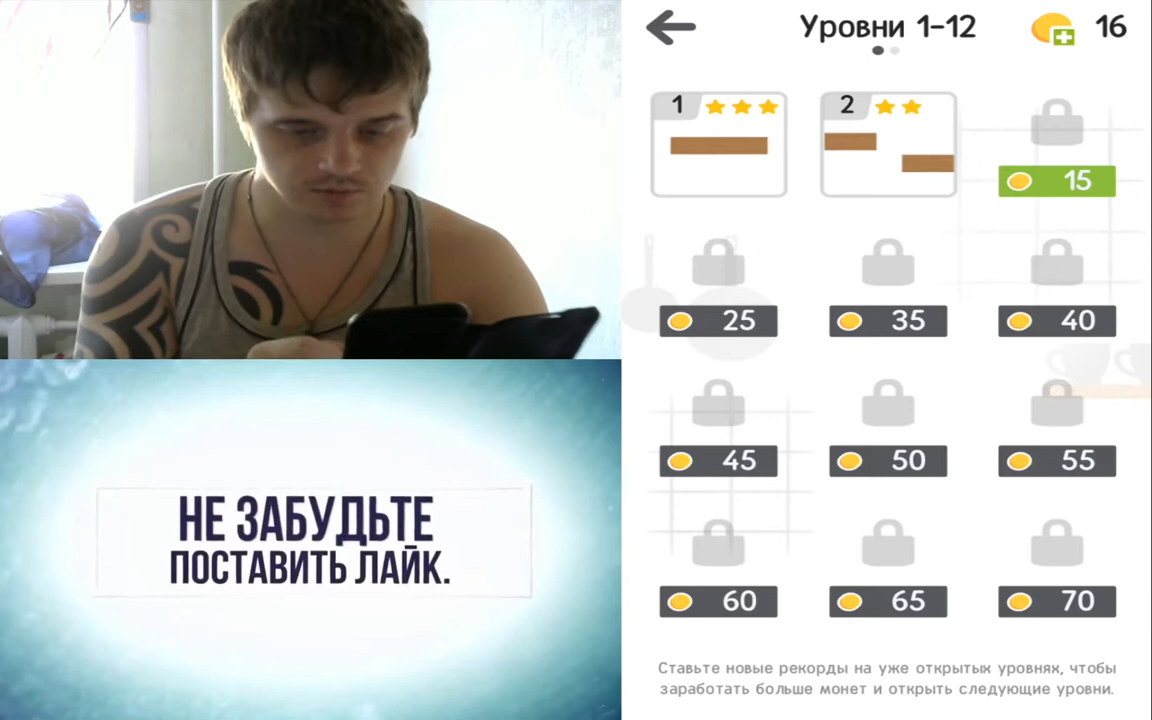 Уровни 1-12
16
1
2
15
25
35
40
45
50
55
60
65
70
Ставьте новые рекорды на уже открытых уровнях, чтобы
заработать больше монет и открыть следующие уровни.
НЕ ЗАБУДЬТЕ
ПОСТАВИТЬ ЛАЙК.